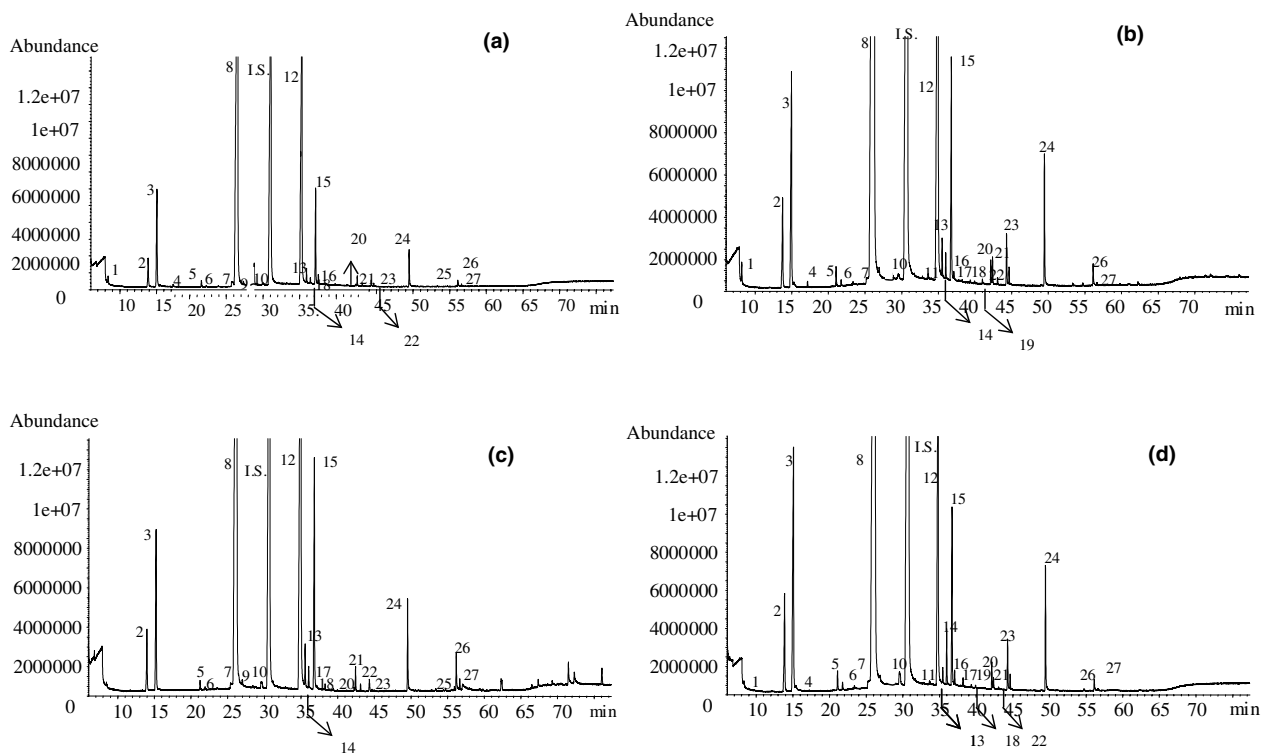 Abundance
(a)
8 I.S. 12
1.2e+07
1e+07
8000000
6000000
4000000
2000000
0
3 15
2 20 24
1 4 5 6 7 9 10 13 16 18 21 23 25 26 27
10 15 20 25 30 35 40 45 50 55 60 65 70 min
14 22
Abundance
(b)
8 I.S. 12 15
1.2e+07
1e+07
8000000
6000000
4000000
2000000
0
3 24
2 13 20 23
1 4 5 6 7 10 11 16 17 18 21 22 26 27
10 15 20 25 30 35 40 45 50 55 60 65 70 min
14 19
Abundance
(c)
8 I.S. 12 15
1.2e+07
1e+07
8000000
6000000
4000000
2000000
0
3 24
2 13 21 26
5 6 7 9 10 17 18 20 22 23 25 27
10 15 20 25 30 35 40 45 50 55 60 65 70 min
14
Abundance
(d)
3 8 I.S. 12 15
1.2e+07
1e+07
8000000
6000000
4000000
2000000
0
2 14 23 24
1 4 5 6 7 10 11 16 17 19 20 21 26 27
10 15 20 25 30 35 40 45 50 55 60 65 70 min
13 18 22